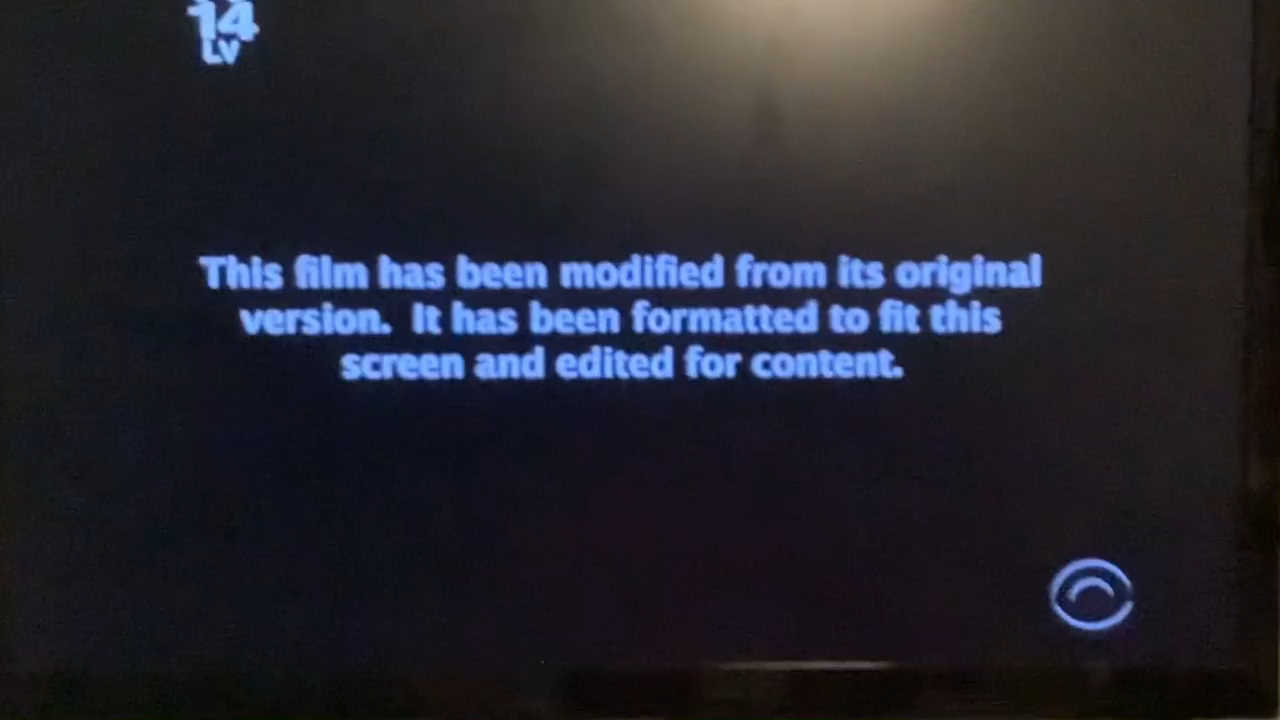 14
LV
This film has been modified from its original
version. It has been formatted to fit this
screen and edited for content.